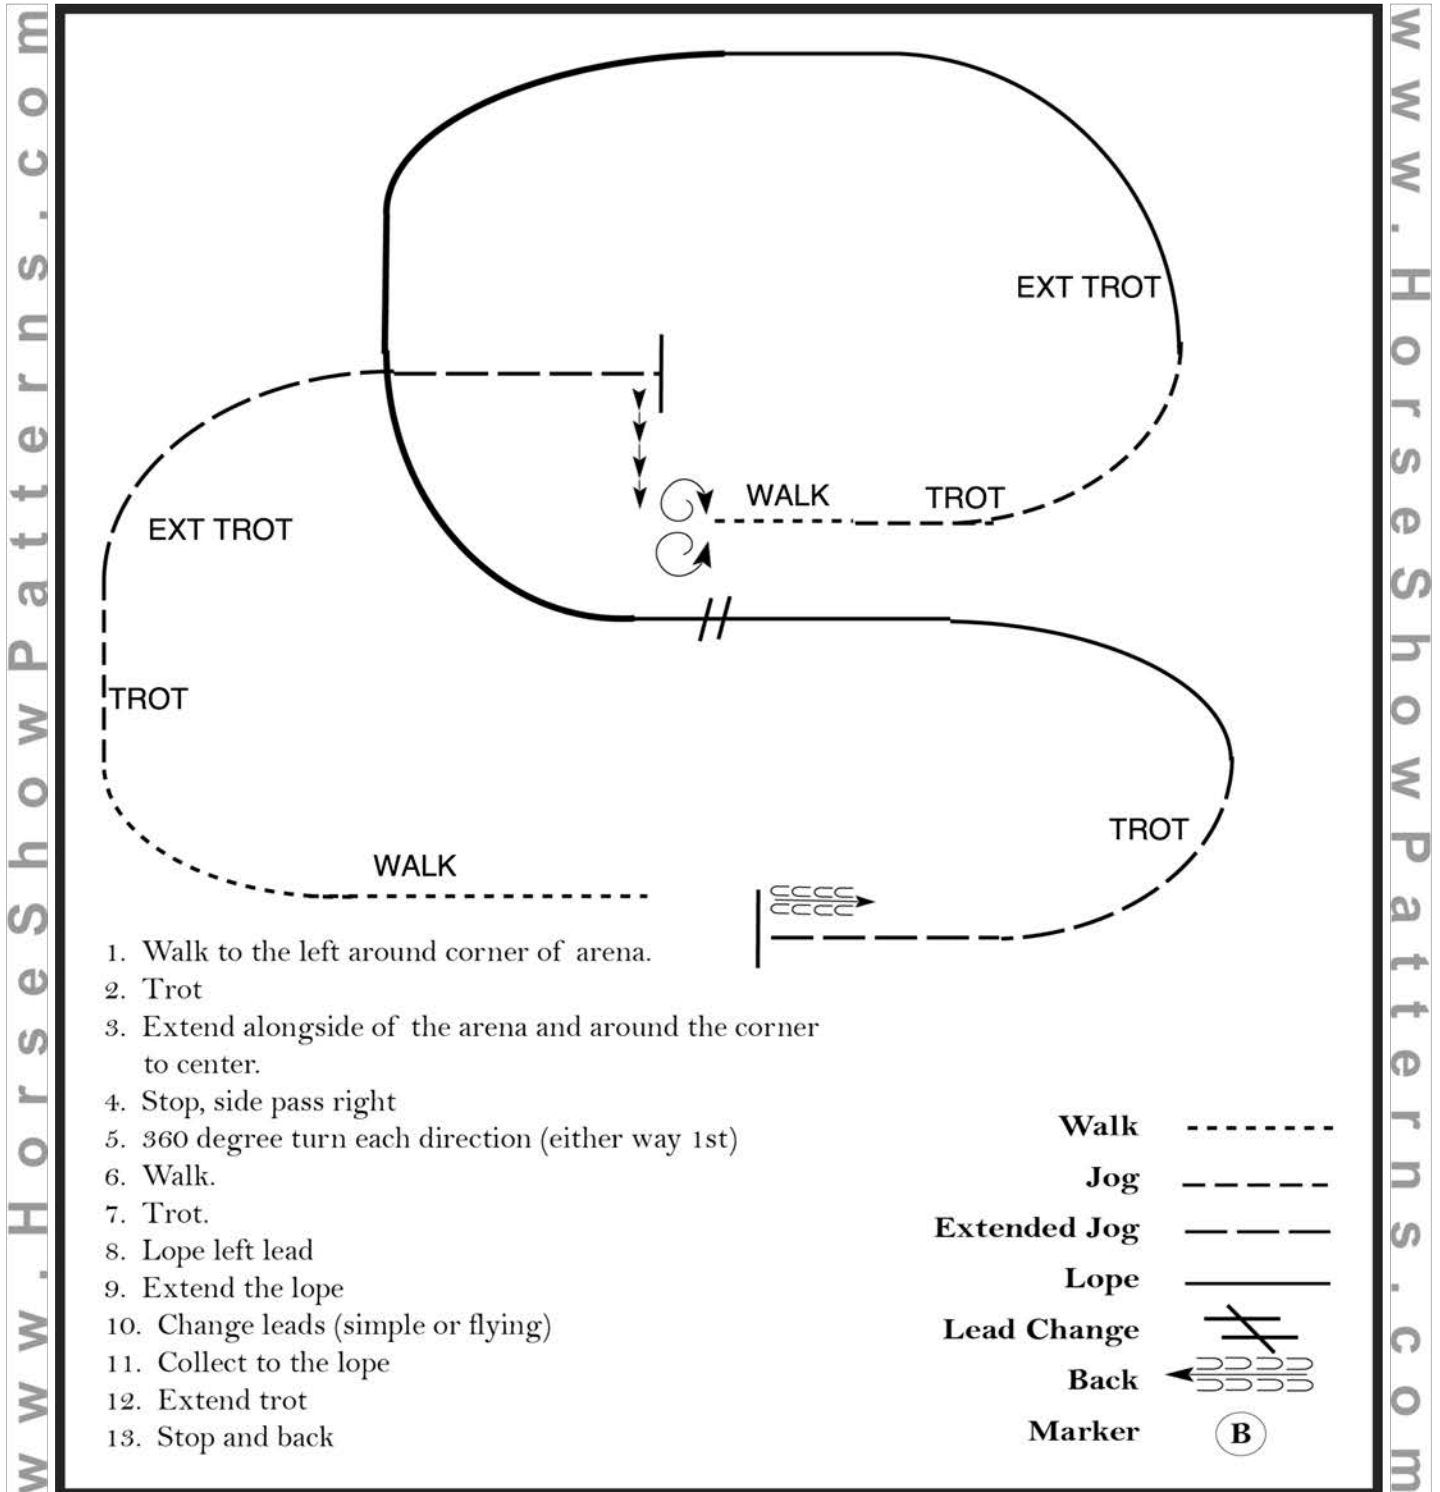 www.HorseShowPatterns.com
EXT TROT
WALK
TROT
EXT TROT
TROT
TROT
WALK
1. Walk to the left around corner of arena.
2. Trot
3. Extend alongside of the arena and around the corner
to center.
4. Stop, side pass right
5. 360 degree turn each direction (either way 1st)
6. Walk.
7. Trot.
8. Lope left lead
9. Extend the lope
10. Change leads (simple or flying)
11. Collect to the lope
12. Extend trot
13. Stop and back
Walk
Jog
Extended Jog
Lope
Lead Change
Back
Marker B
www.HorseShowPatterns.com